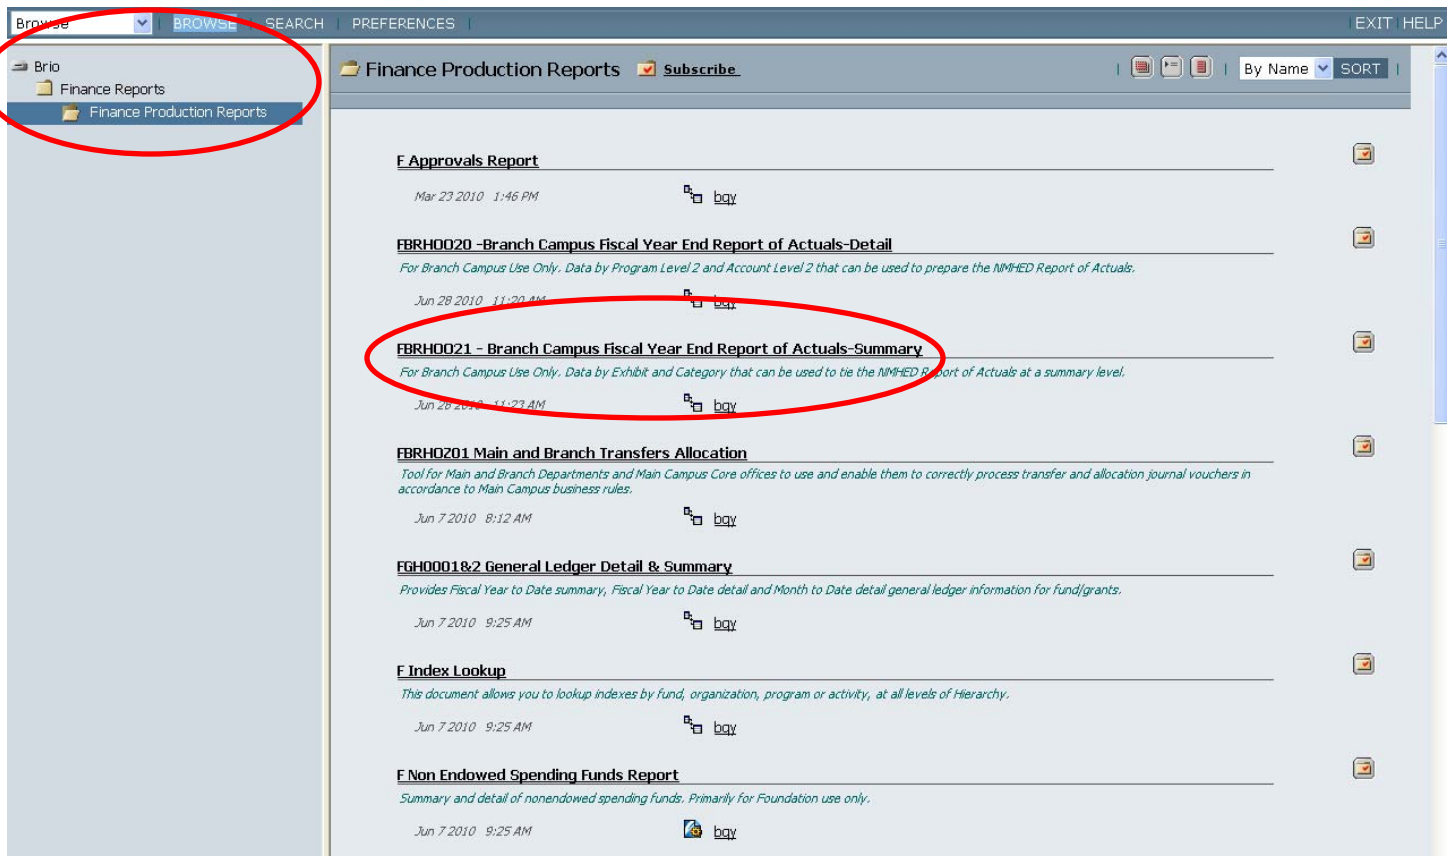 Browse BROWSE SEARCH PREFERENCES EXIT HELP
Brio
Finance Reports
Finance Production Reports
Finance Production Reports Subscribe By Name SORT
F Approvals Report
Mar 23 2010 1:46 PM bqy
FBRH0020 -Branch Campus Fiscal Year End Report of Actuals-Detail
For Branch Campus Use Only. Data by Program Level 2 and Account Level 2 that can be used to prepare the NMHED Report of Actuals.
Jun 28 2010 11:20 AM bqy
FBRH0021 - Branch Campus Fiscal Year End Report of Actuals-Summary
For Branch Campus Use Only. Data by Exhibit and Category that can be used to tie the NMHED Report of Actuals at a summary level.
Jun 28 2010 11:23 AM bqy
FBRH0201 Main and Branch Transfers Allocation
Tool for Main and Branch Departments and Main Campus Core offices to use and enable them to correctly process transfer and allocation journal vouchers in
accordance to Main Campus business rules.
Jun 7 2010 8:12 AM bqy
FGH0001&2 General Ledger Detail & Summary
Provides Fiscal Year to Date summary, Fiscal Year to Date detail and Month to Date detail general ledger information for fund/grants.
Jun 7 2010 9:25 AM bqy
F Index Lookup
This document allows you to lookup indexes by fund, organization, program or activity, at all levels of Hierarchy.
Jun 7 2010 9:25 AM bqy
F Non Endowed Spending Funds Report
Summary and detail of nonendowed spending funds. Primarily for Foundation use only.
Jun 7 2010 9:25 AM bqy